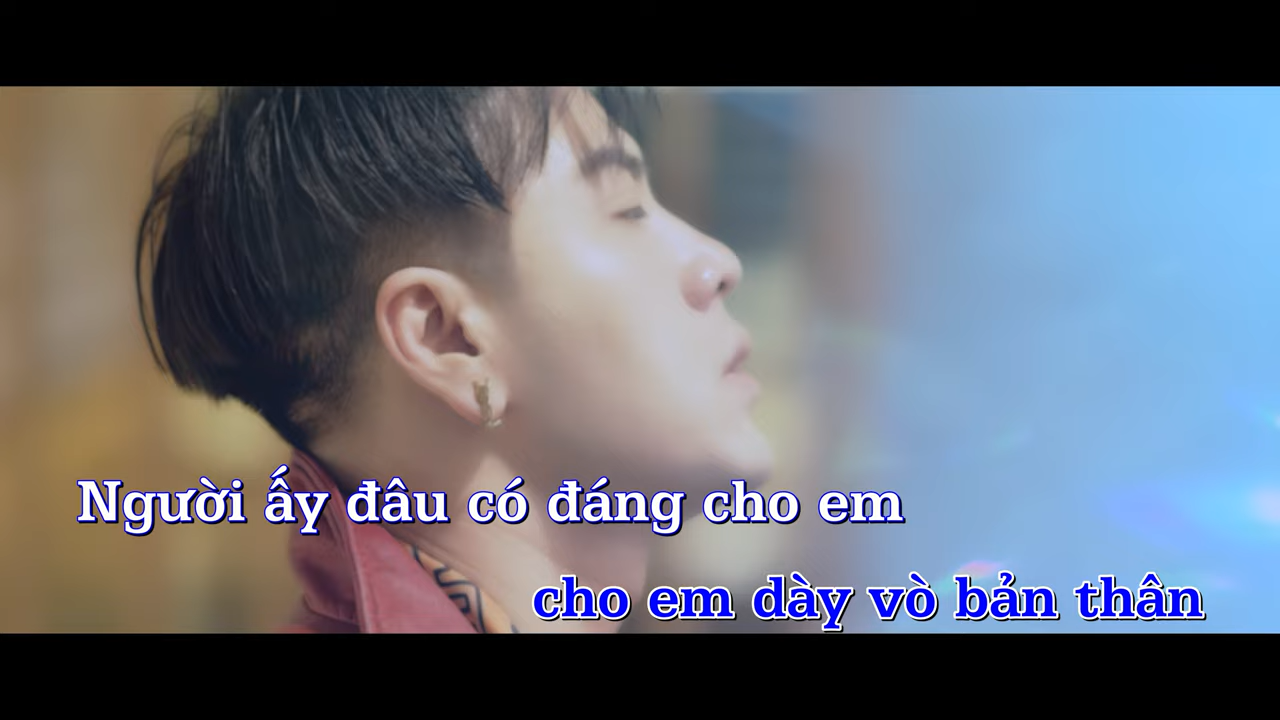 Người ấy đâu có đáng cho em
cho em dày vò bản thân